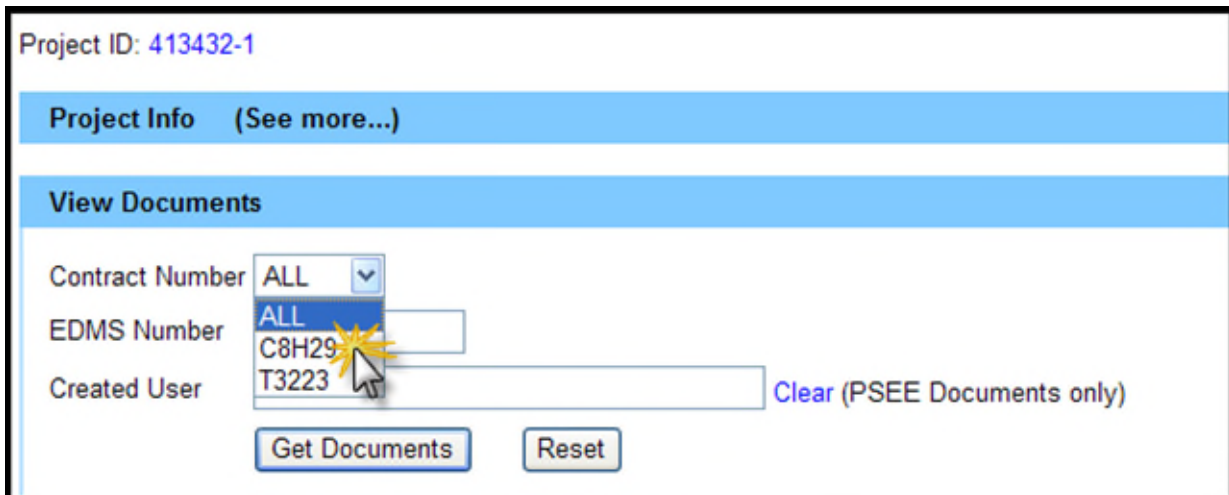 Project ID: 413432-1
Project Info (See more...)
View Documents
Contract Number ALL
ALL
EDMS Number
C8H29
Created User
T3223
Clear (PSEE Documents only)
Get Documents Reset